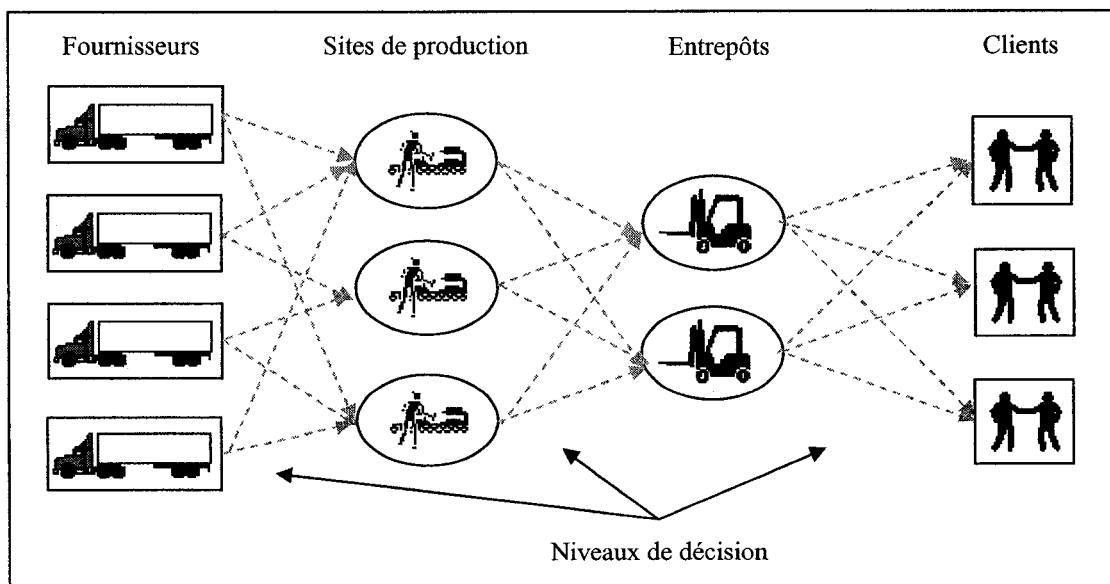 Fournisseurs
Sites de production
Entrepôts
Clients
Niveaux de décision